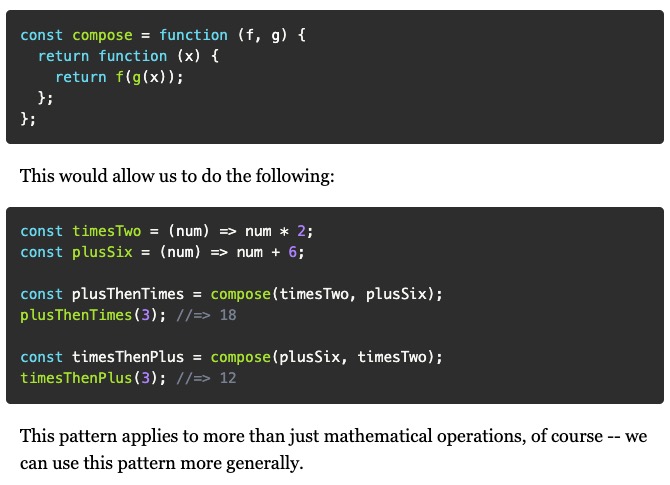 const compose = function (f, g) {
  return function (x) {
    return f(g(x));
  };
};
This would allow us to do the following:
const timesTwo = (num) => num * 2;
const plusSix = (num) => num + 6;
const plusThenTimes = compose(timesTwo, plusSix);
plusThenTimes(3); //=> 18
const timesThenPlus = compose(plusSix, timesTwo);
timesThenPlus(3); //=> 12
This pattern applies to more than just mathematical operations, of course -- we
can use this pattern more generally.